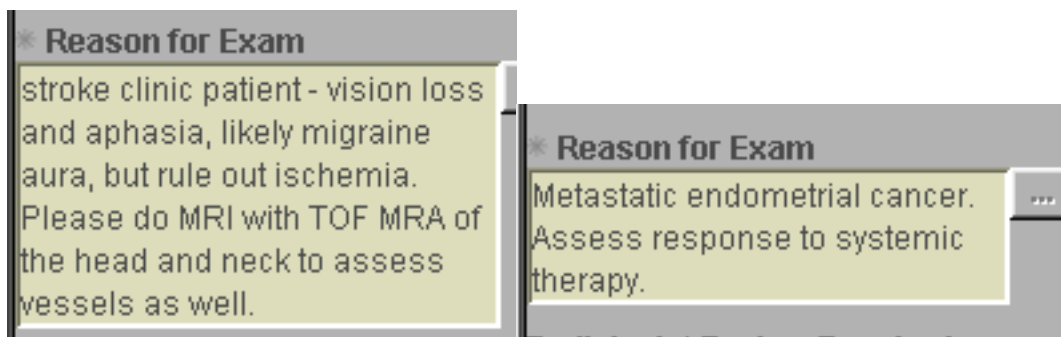 * Reason for Exam
stroke clinic patient - vision loss
and aphasia, likely migraine
aura, but rule out ischemia.
Please do MRI with TOF MRA of
the head and neck to assess
vessels as well.
* Reason for Exam
Metastatic endometrial cancer.
Assess response to systemic
therapy.
...